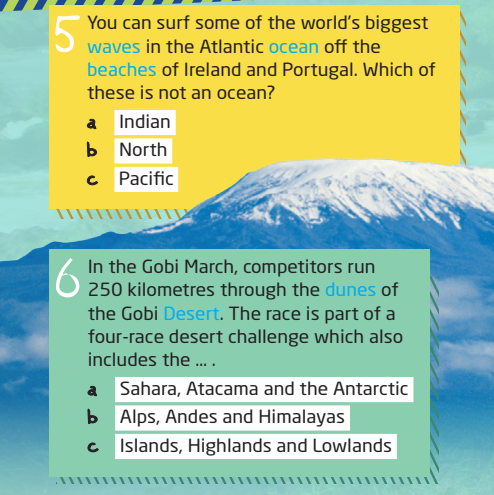 5
You can surf some of the world's biggest
waves in the Atlantic ocean off the
beaches of Ireland and Portugal. Which of
these is not an ocean?
a Indian
b North
c Pacific
6
In the Gobi March, competitors run
250 kilometres through the dunes of
the Gobi Desert. The race is part of a
four-race desert challenge which also
includes the ... .
a Sahara, Atacama and the Antarctic
b Alps, Andes and Himalayas
c Islands, Highlands and Lowlands